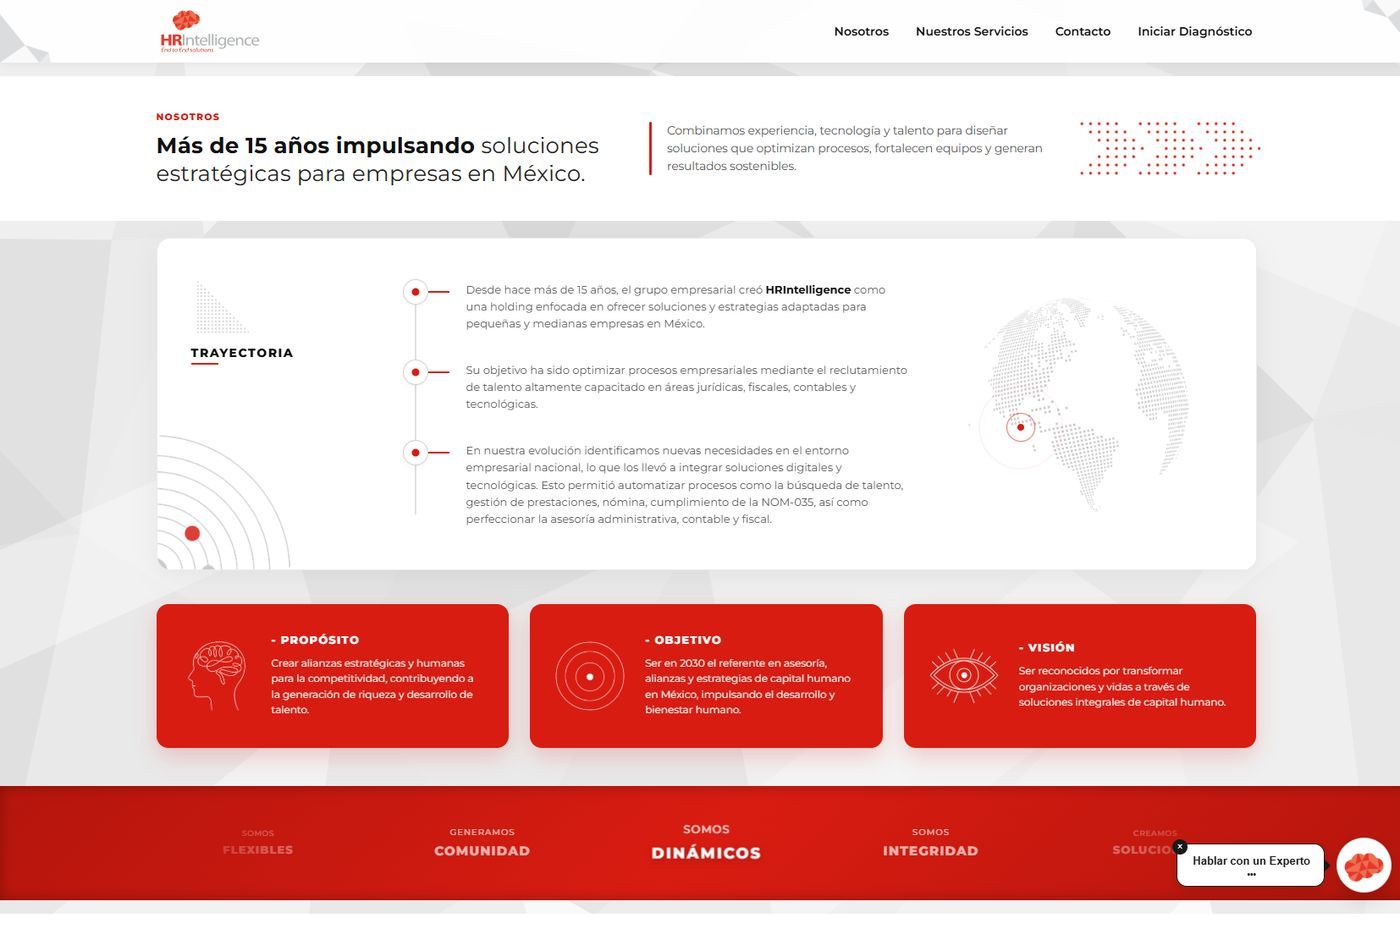 HRIntelligence
End to End solutions
Nosotros
Nuestros Servicios
Contacto
Iniciar Diagnóstico
NOSOTROS
Más de 15 años impulsando soluciones
estratégicas para empresas en México.
Combinamos experiencia, tecnología y talento para diseñar
soluciones que optimizan procesos, fortalecen equipos y generan
resultados sostenibles.
TRAYECTORIA
Desde hace más de 15 años, el grupo empresarial creó HRIntelligence como
una holding enfocada en ofrecer soluciones y estrategias adaptadas para
pequeñas y medianas empresas en México.
Su objetivo ha sido optimizar procesos empresariales mediante el reclutamiento
de talento altamente capacitado en áreas jurídicas, fiscales, contables y
tecnológicas.
En nuestra evolución identificamos nuevas necesidades en el entorno
empresarial nacional, lo que los llevó a integrar soluciones digitales y
tecnológicas. Esto permitió automatizar procesos como la búsqueda de talento,
gestión de prestaciones, nómina, cumplimiento de la NOM-035, así como
perfeccionar la asesoría administrativa, contable y fiscal.
- PROPÓSITO
Crear alianzas estratégicas y humanas
para la competitividad, contribuyendo a
la generación de riqueza y desarrollo de
talento.
- OBJETIVO
Ser en 2030 el referente en asesoría,
alianzas y estrategias de capital humano
en México, impulsando el desarrollo y
bienestar humano.
- VISIÓN
Ser reconocidos por transformar
organizaciones y vidas a través de
soluciones integrales de capital humano.
SOMOS
FLEXIBLES
GENERAMOS
COMUNIDAD
SOMOS
DINÁMICOS
SOMOS
INTEGRIDAD
CREAMOS
Hablar con un Experto
...